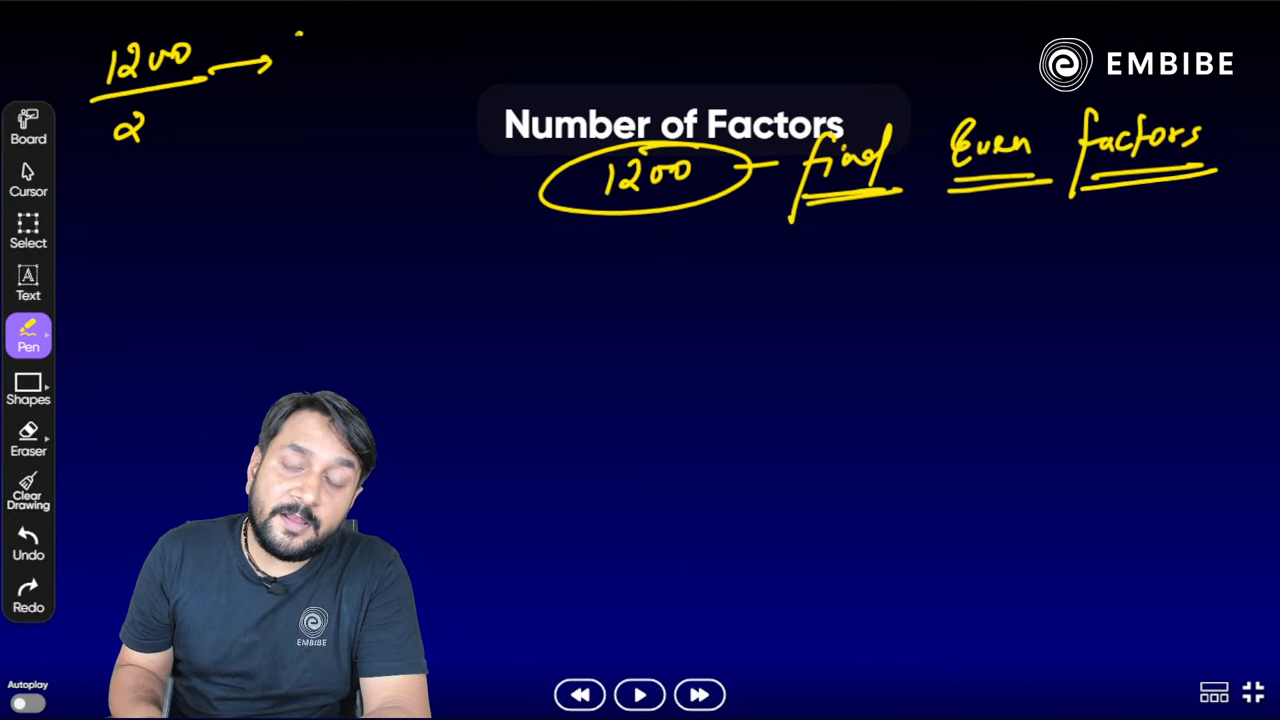 1200
2
EMBIBE
Number of Factors
1200 - find Even factors
Board
Cursor
Select
Text
Pen
Shapes
Eraser
Clear
Drawing
Undo
Redo
EMBIBE
Autoplay